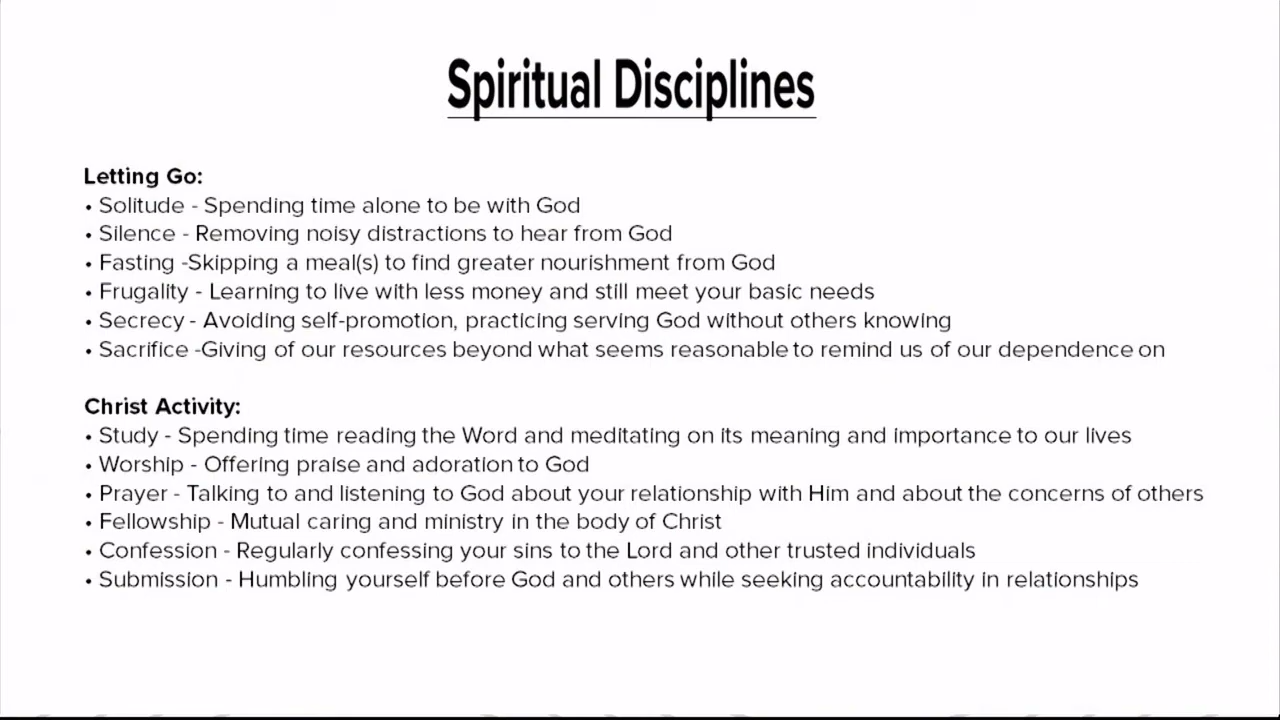 Spiritual Disciplines
Letting Go:
• Solitude - Spending time alone to be with God
• Silence - Removing noisy distractions to hear from God
• Fasting -Skipping a meal(s) to find greater nourishment from God
• Frugality - Learning to live with less money and still meet your basic needs
• Secrecy - Avoiding self-promotion, practicing serving God without others knowing
• Sacrifice -Giving of our resources beyond what seems reasonable to remind us of our dependence on
Christ Activity:
• Study - Spending time reading the Word and meditating on its meaning and importance to our lives
• Worship - Offering praise and adoration to God
• Prayer - Talking to and listening to God about your relationship with Him and about the concerns of others
• Fellowship - Mutual caring and ministry in the body of Christ
• Confession - Regularly confessing your sins to the Lord and other trusted individuals
• Submission - Humbling yourself before God and others while seeking accountability in relationships